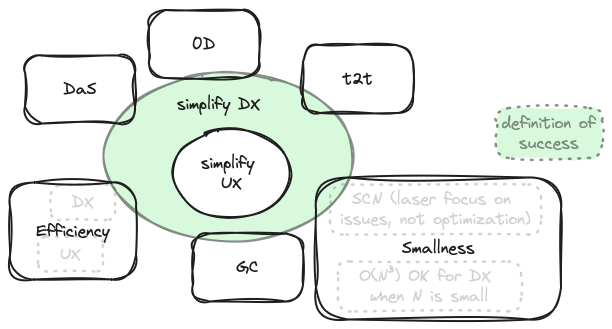 OD
DaS
t2t
simplify DX
simplify
UX
definition of
success
DX
Efficiency
UX
GC
SCN (laser focus on
issues, not optimization)
Smallness
O(N³) OK for DX
when N is small